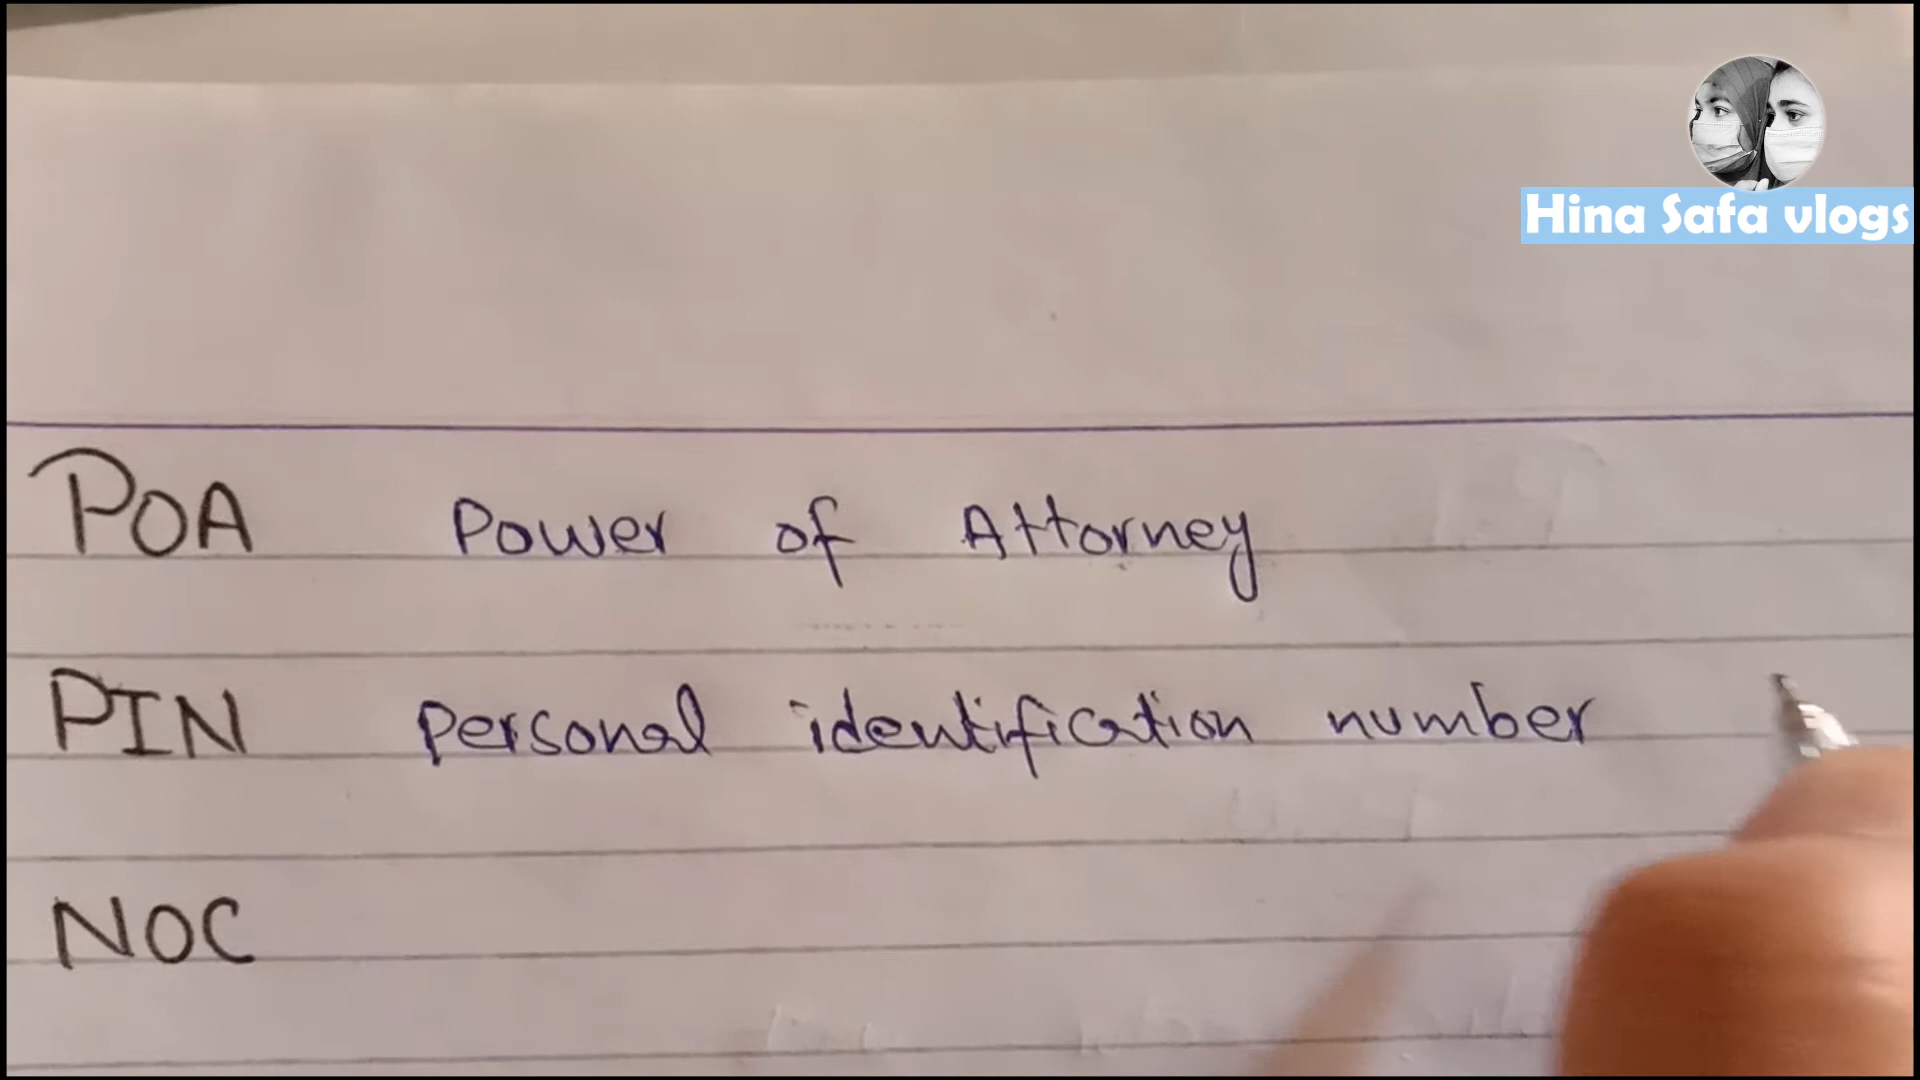 Hina Safa vlogs
POA Power of Attorney
PIN Personal identification number
NOC